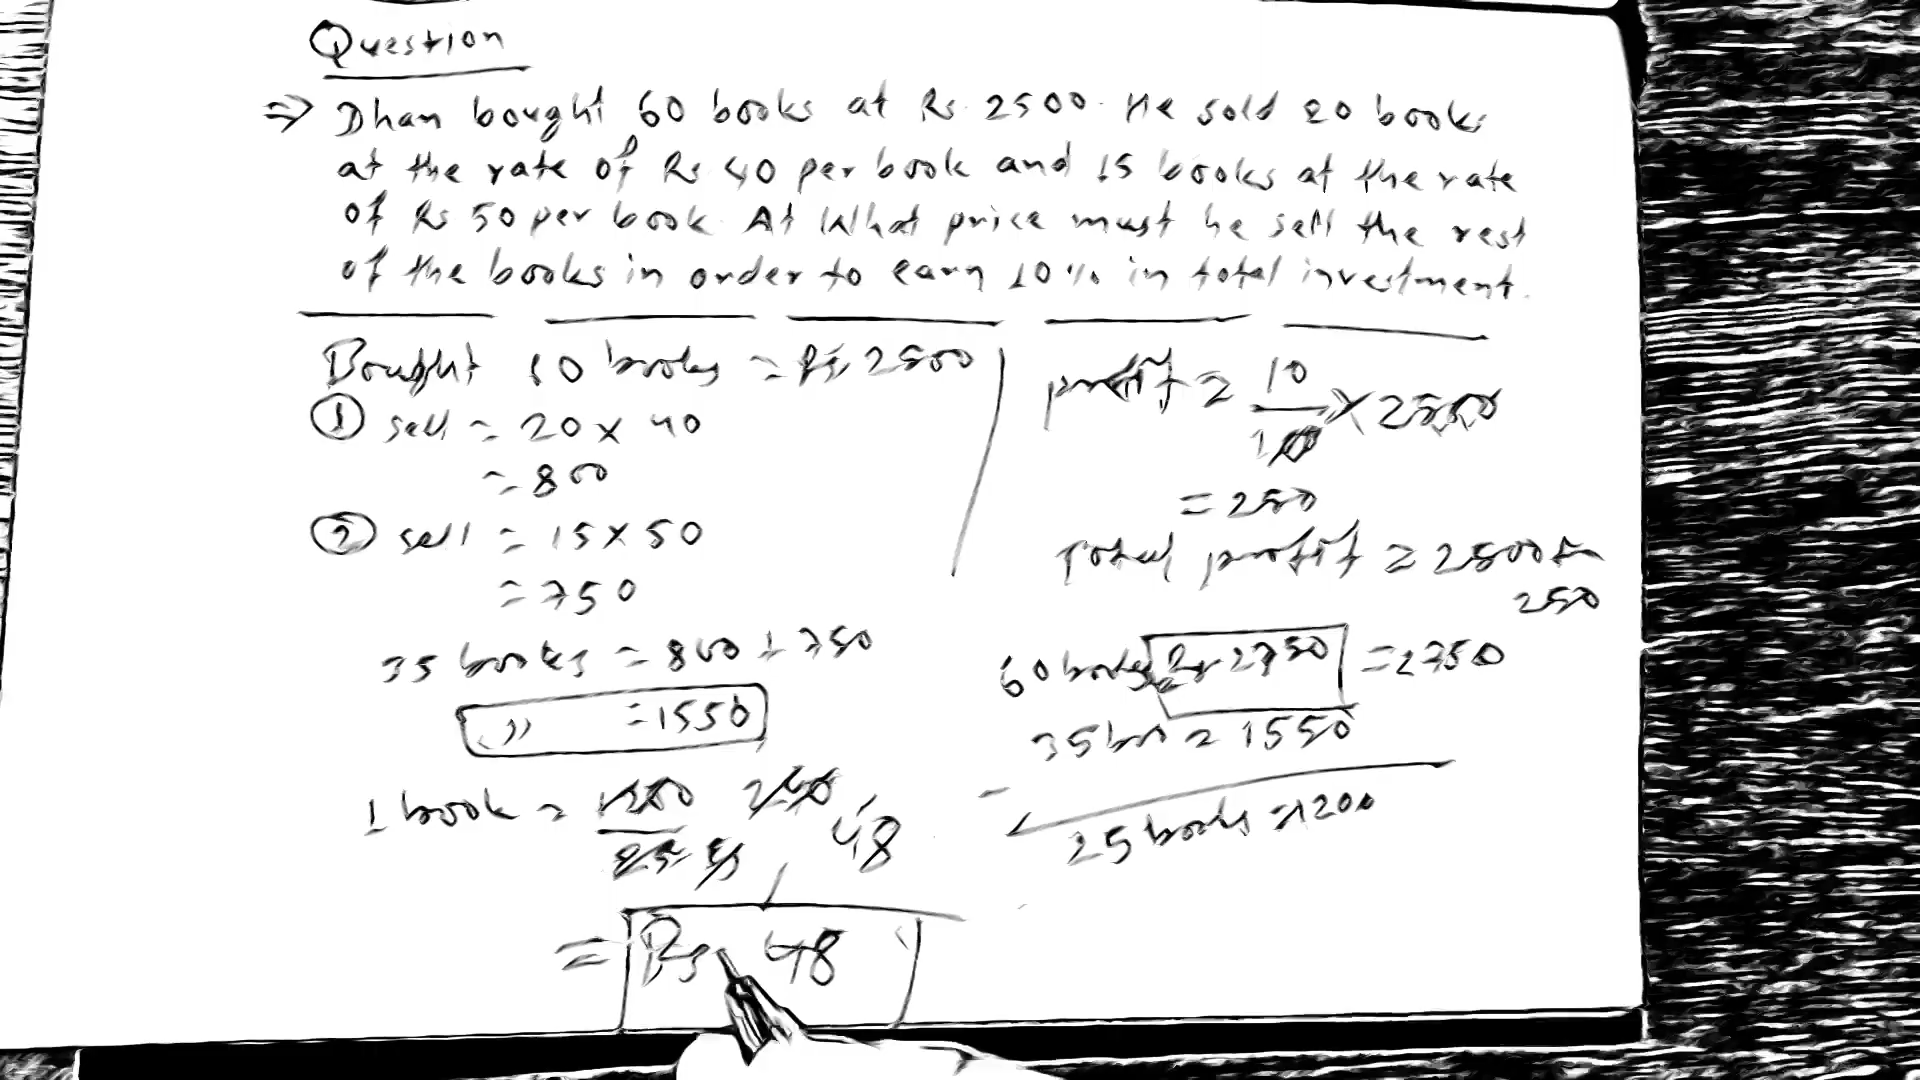 Question
⇒ Dhan bought 60 books at Rs. 2500. He sold 20 books
at the rate of Rs 40 per book and 15 books at the rate
of Rs 50 per book. At What price must he sell the rest
of the books in order to earn 10% in total investment.
Bought 60 books = Rs. 2500
① sell = 20 x 40
= 800
② sell = 15 x 50
= 750
35 books = 800 + 750
,, = 1550
1 book = 1200 240 48
25 5
= Rs. 48
profit = 10 x 2500
100
= 250
Total profit = 2500 +
250
60 books Rs 2750 = 2750
35 = 1550
-
25 books = 1200